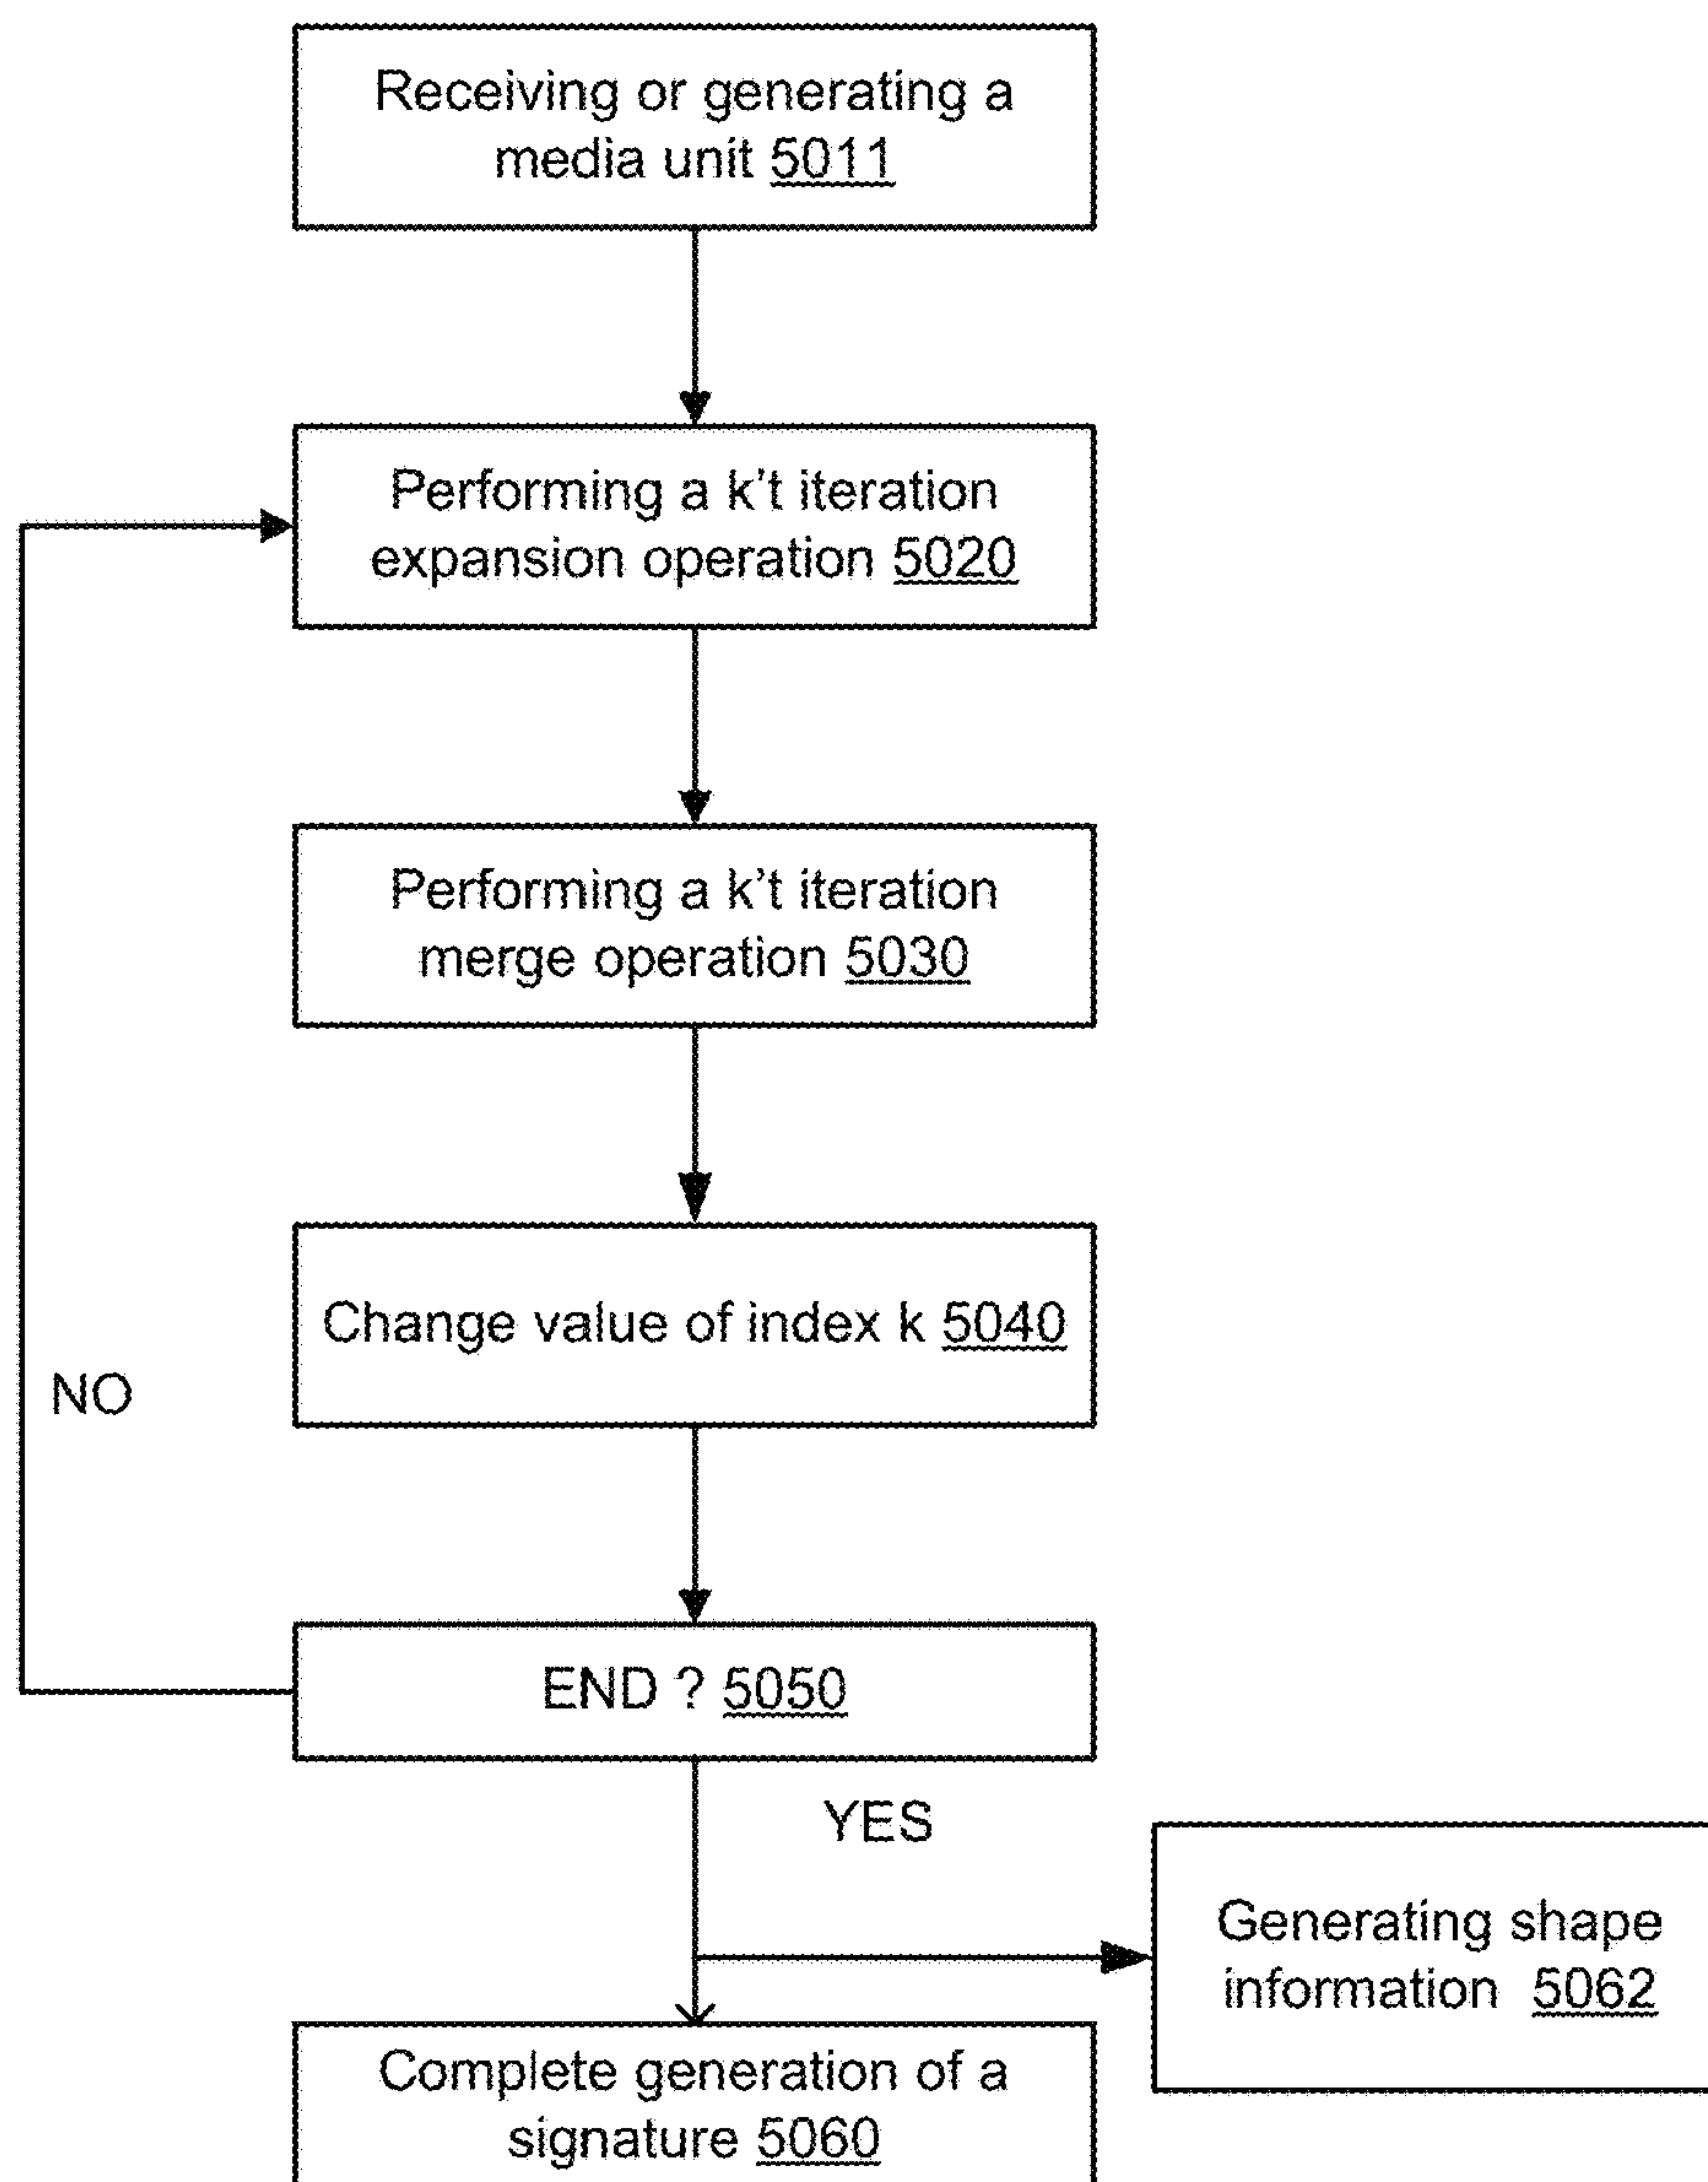 Receiving or generating a
media unit 5011
Performing a k't iteration
expansion operation 5020
Performing a k't iteration
merge operation 5030
Change value of index k 5040
NO
END ? 5050
YES
Generating shape
information 5062
Complete generation of a
signature 5060